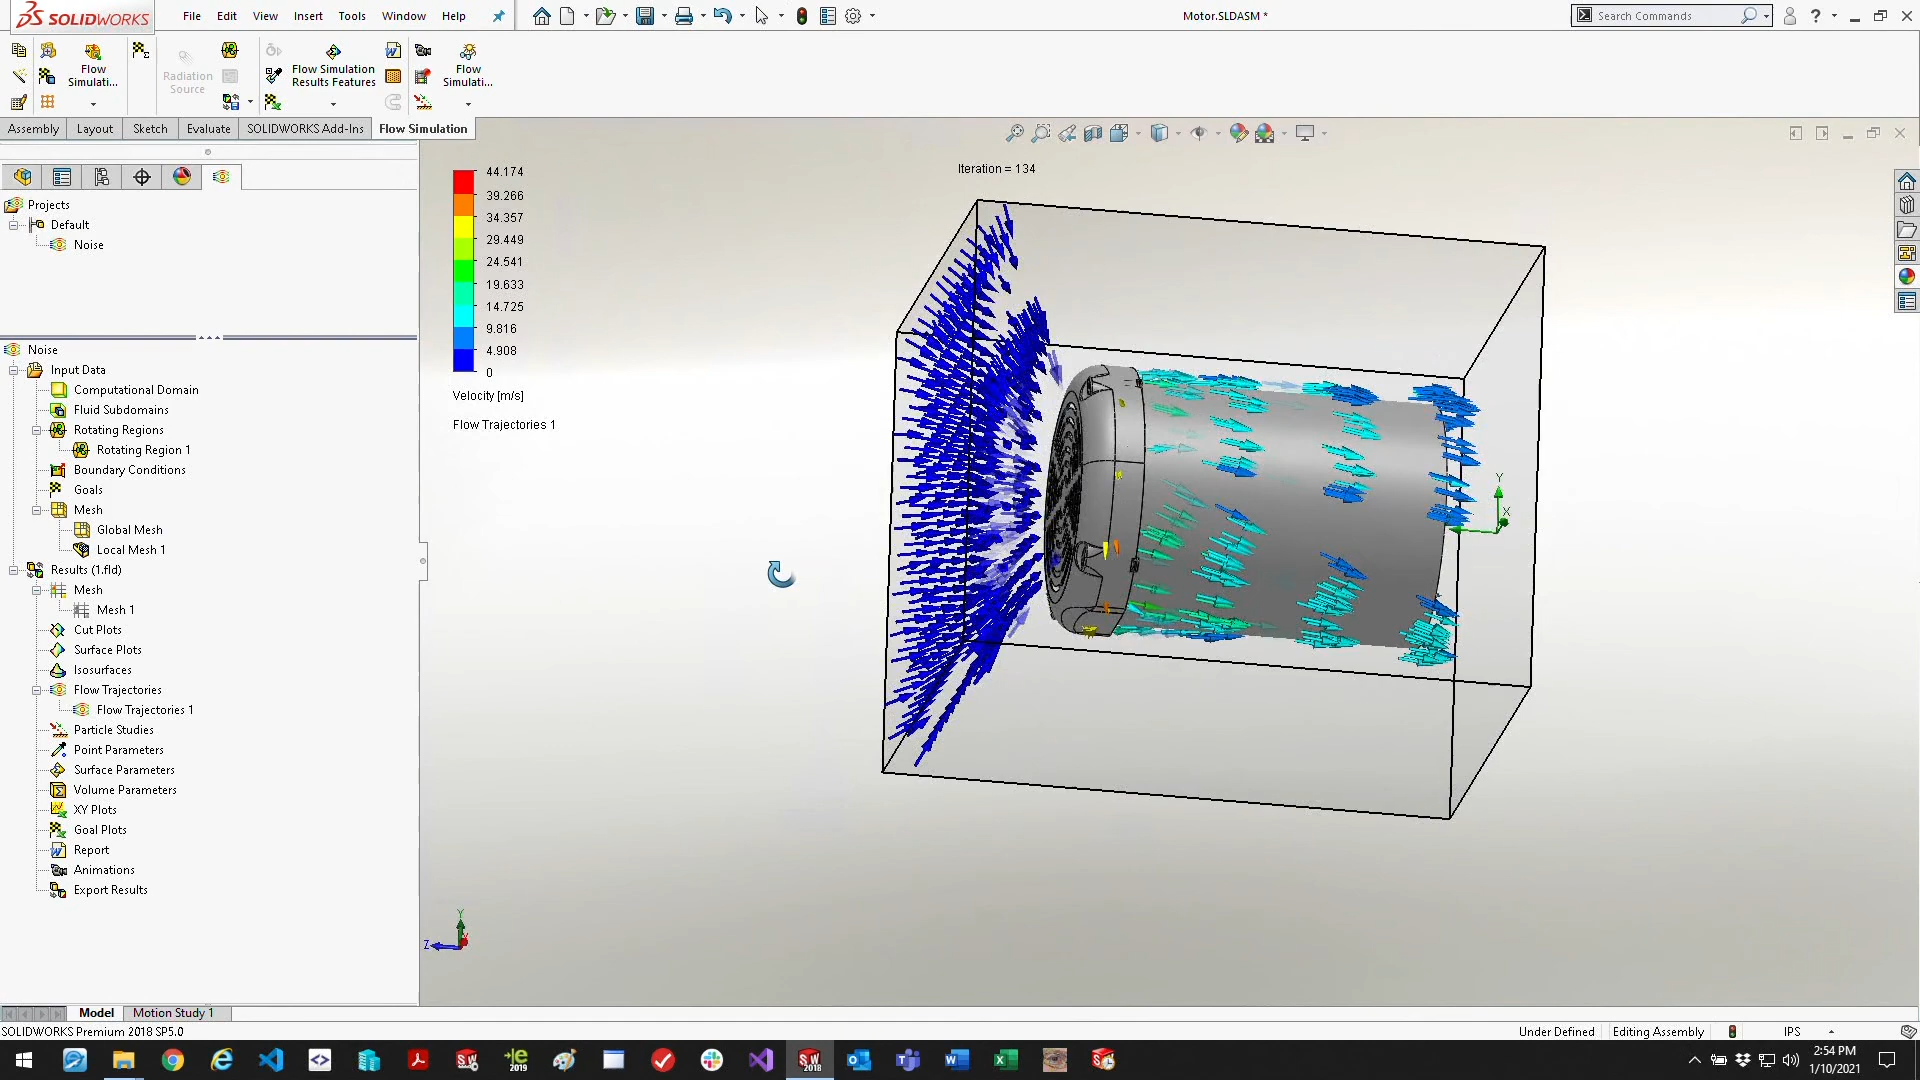 SOLIDWORKS
File Edit View Insert Tools Window Help
Motor.SLDASM *
Search Commands
Flow Simulati...
Radiation Source
Flow Simulation Results Features
Flow Simulati...
Assembly Layout Sketch Evaluate SOLIDWORKS Add-Ins Flow Simulation
Projects
Default
Noise
Noise
Input Data
Computational Domain
Fluid Subdomains
Rotating Regions
Rotating Region 1
Boundary Conditions
Goals
Mesh
Global Mesh
Local Mesh 1
Results (1.fld)
Mesh
Mesh 1
Cut Plots
Surface Plots
Isosurfaces
Flow Trajectories
Flow Trajectories 1
Particle Studies
Point Parameters
Surface Parameters
Volume Parameters
XY Plots
Goal Plots
Report
Animations
Export Results
Iteration = 134
44.174
39.266
34.357
29.449
24.541
19.633
14.725
9.816
4.908
0
Velocity [m/s]
Flow Trajectories 1
Y
X
Y
Z
Model Motion Study 1
SOLIDWORKS Premium 2018 SP5.0
Under Defined Editing Assembly IPS
2019
SW 2018
2:54 PM
1/10/2021